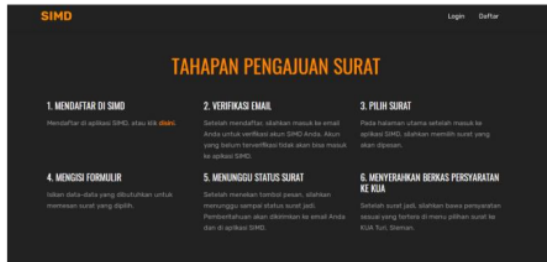 SIMD
Login Daftar
TAHAPAN PENGAJUAN SURAT
1. MENDAFTAR DI SIMD
Mendaftar di aplikasi SIMD, atau klik disini.
2. VERIFIKASI EMAIL
Setelah mendaftar, silahkan masuk ke email
Anda untuk verifikasi akun SIMD Anda. Akun
yang belum terverifikasi tidak akan bisa masuk
ke aplikasi SIMD.
3. PILIH SURAT
Pada halaman utama setelah masuk ke
aplikasi SIMD, silahkan memilih surat yang
akan dipesan.
4. MENGISI FORMULIR
Isikan data-data yang dibutuhkan untuk
memesan surat yang dipilih.
5. MENUNGGU STATUS SURAT
Setelah menekan tombol pesan, silahkan
menunggu sampai status surat jadi.
Pemberitahuan akan dikirimkan ke email Anda
dan di aplikasi SIMD.
6. MENYERAHKAN BERKAS PERSYARATAN
KE KUA
Setelah surat jadi, silahkan bawa persyaratan
sesuai yang tertera di menu pilihan surat ke
KUA Turi, Sleman.